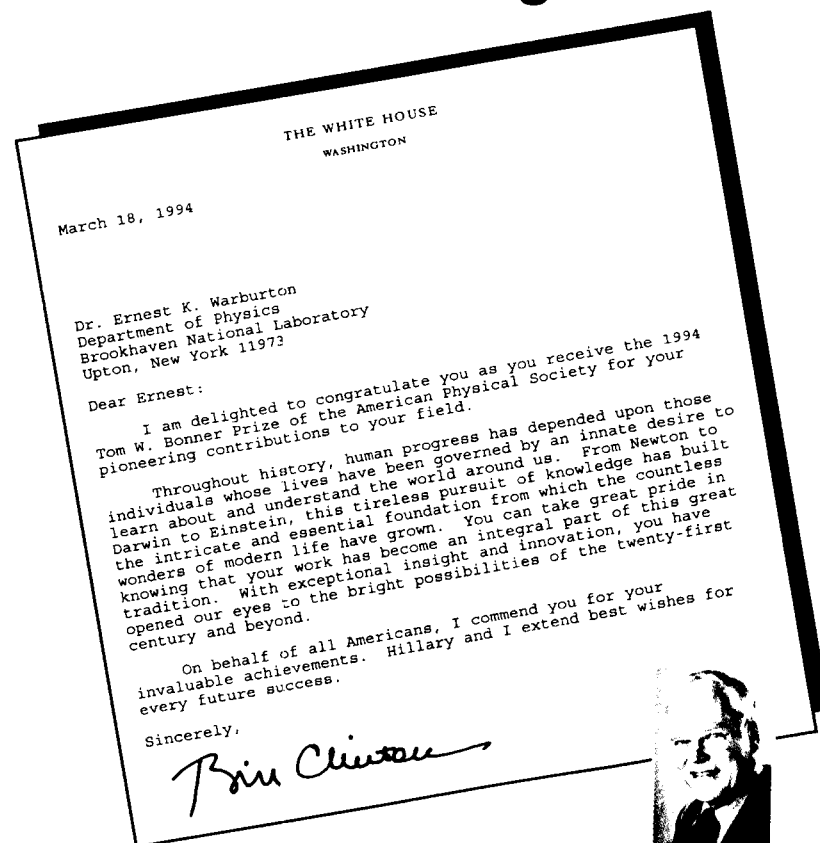 THE WHITE HOUSE
WASHINGTON
March 18, 1994
Dr. Ernest K. Warburton
Department of Physics
Brookhaven National Laboratory
Upton, New York 11973
Dear Ernest:
I am delighted to congratulate you as you receive the 1994
Tom W. Bonner Prize of the American Physical Society for your
pioneering contributions to your field.
Throughout history, human progress has depended upon those
individuals whose lives have been governed by an innate desire to
learn about and understand the world around us. From Newton to
Darwin to Einstein, this tireless pursuit of knowledge has built
the intricate and essential foundation from which the countless
wonders of modern life have grown. You can take great pride in
knowing that your work has become an integral part of this great
tradition. With exceptional insight and innovation, you have
opened our eyes to the bright possibilities of the twenty-first
century and beyond.
On behalf of all Americans, I commend you for your
invaluable achievements. Hillary and I extend best wishes for
every future success.
Sincerely,
Bill Clinton